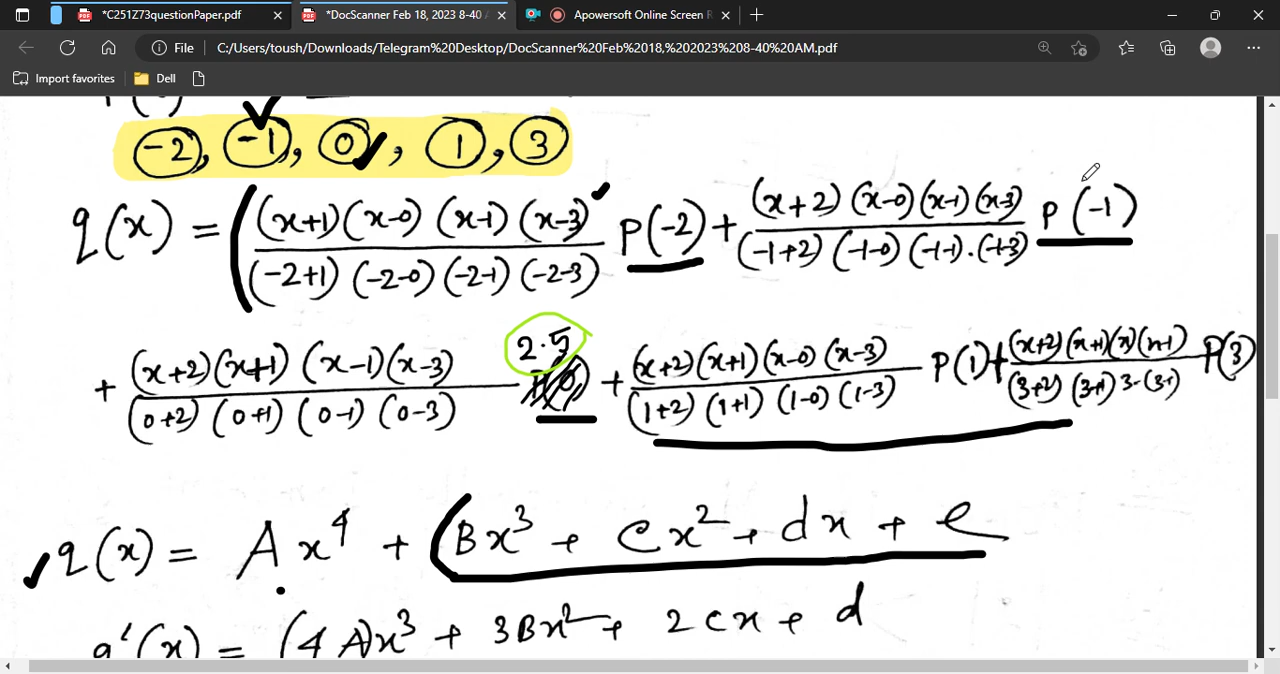 *C251Z73questionPaper.pdf
*DocScanner Feb 18, 2023 8-40 A
Apowersoft Online Screen R
File C:/Users/toush/Downloads/Telegram%20Desktop/DocScanner%20Feb%2018,%202023%208-40%20AM.pdf
Import favorites Dell
-2, -1, 0, 1, 3
q(x) = (x+1)(x-0)(x-1)(x-3) / (-2+1)(-2-0)(-2-1)(-2-3) P(-2) + (x+2)(x-0)(x-1)(x-3) / (-1+2)(-1-0)(-1-1).(-1-3) P(-1)
+ (x+2)(x+1)(x-1)(x-3) / (0+2)(0+1)(0-1)(0-3) 2.5 + (x+2)(x+1)(x-0)(x-3) / (1+2)(1+1)(1-0)(1-3) P(1) + (x+2)(x+1)(x)(x-1) / (3+2)(3+1) 3.(3-1) P(3)
q(x) = Ax⁴ + Bx³ + Cx² + dx + e
q'(x) = (4A)x³ + 3Bx² + 2Cx + d